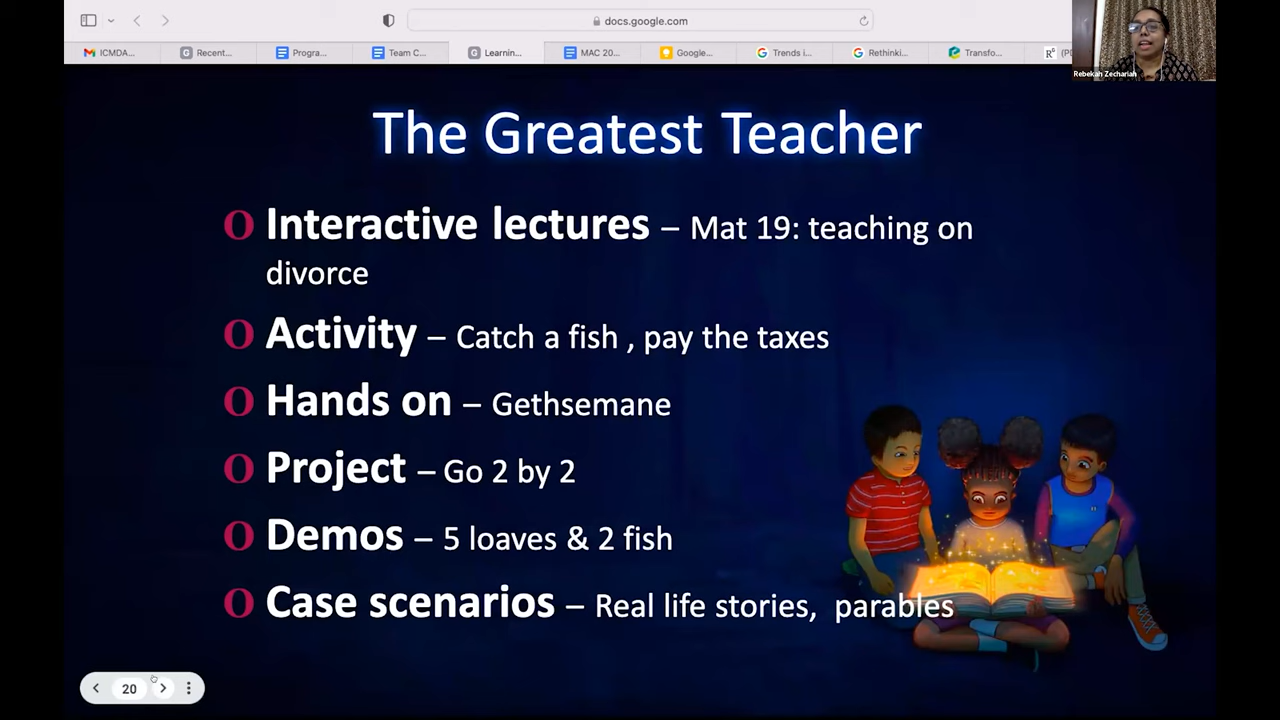 docs.google.com
ICMDA...
Recent...
Progra...
Team C...
Learnin...
MAC 20...
Google...
Trends i...
Rethinki...
Transfo...
Rebekah Zechariah
The Greatest Teacher
O Interactive lectures – Mat 19: teaching on
divorce
O Activity – Catch a fish , pay the taxes
O Hands on – Gethsemane
O Project – Go 2 by 2
O Demos – 5 loaves & 2 fish
O Case scenarios – Real life stories, parables
20